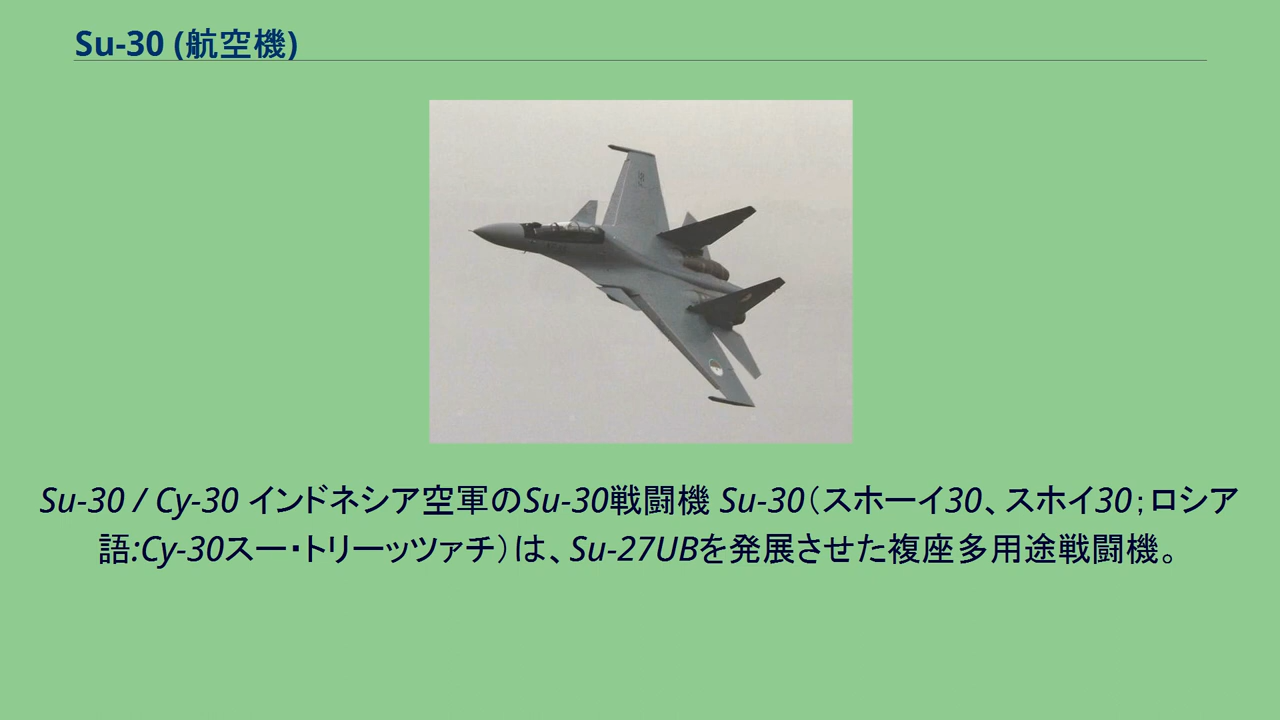 Su-30 (航空機)
Su-30 / Су-30 インドネシア空軍のSu-30戦闘機 Su-30（スホーイ30、スホイ30；ロシア
語:Су-30スー・トリーッツァチ）は、Su-27UBを発展させた複座多用途戦闘機。